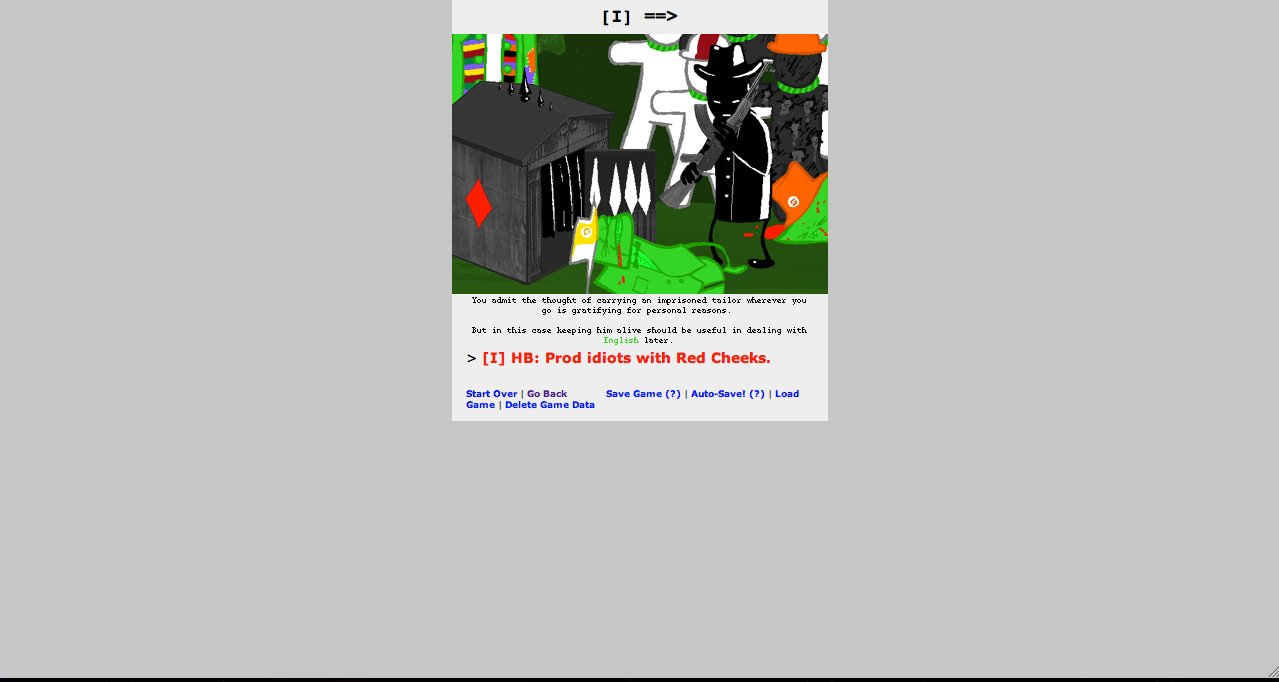 [I] ==>
You admit the thought of carrying an imprisoned tailor wherever you
go is gratifying for personal reasons.
But in this case keeping him alive should be useful in dealing with
English later.
> [I] HB: Prod idiots with Red Cheeks.
Start Over | Go Back Save Game (?) | Auto-Save! (?) | Load
Game | Delete Game Data